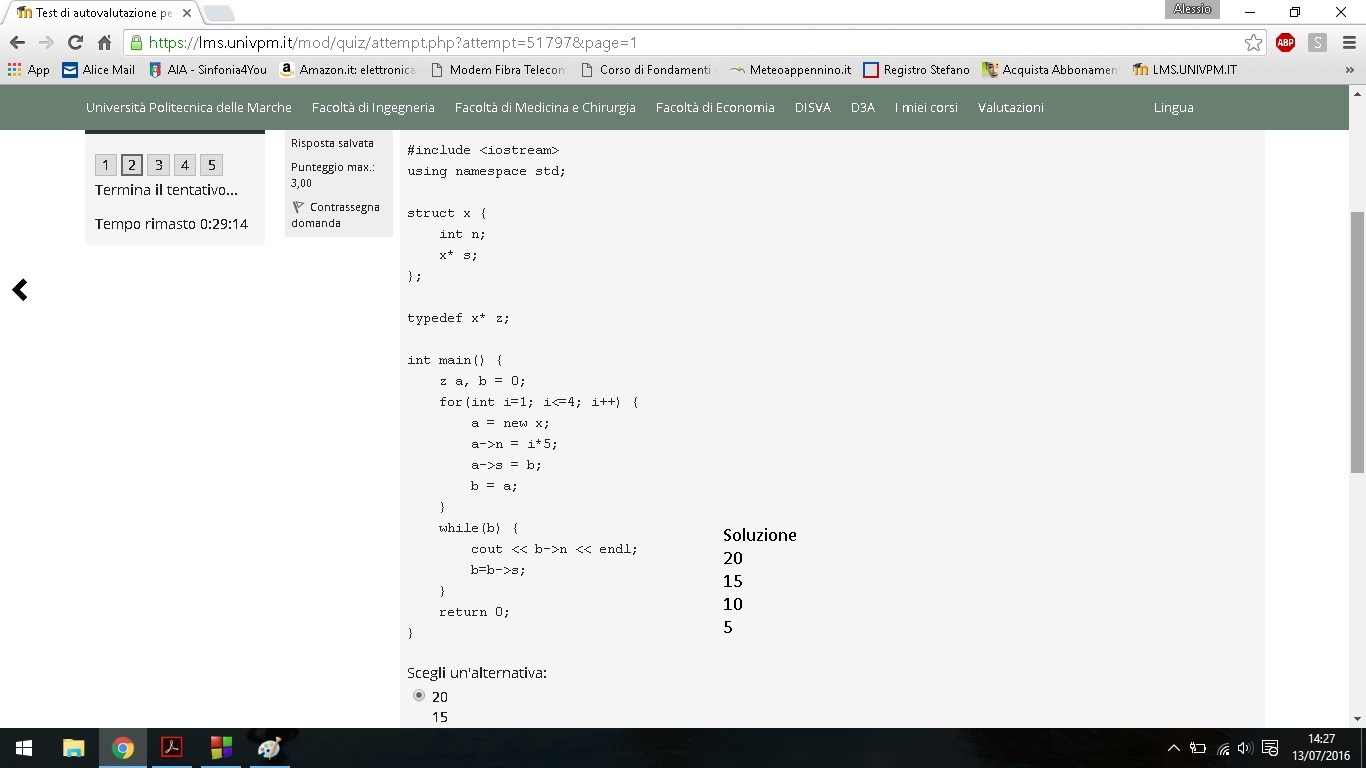 Test di autovalutazione pe
Alessio
https://lms.univpm.it/mod/quiz/attempt.php?attempt=51797&page=1
ABP
S
App Alice Mail AIA - Sinfonia4You Amazon.it: elettronica Modem Fibra Telecom Corso di Fondamenti Meteoappennino.it Registro Stefano Acquista Abbonamen LMS.UNIVPM.IT »
Università Politecnica delle Marche Facoltà di Ingegneria Facoltà di Medicina e Chirurgia Facoltà di Economia DISVA D3A I miei corsi Valutazioni Lingua
1 2 3 4 5
Termina il tentativo...
Tempo rimasto 0:29:14
Risposta salvata
Punteggio max.:
3,00
Contrassegna
domanda
#include <iostream>
using namespace std;
struct x {
int n;
x* s;
};
typedef x* z;
int main() {
z a, b = 0;
for(int i=1; i<=4; i++) {
a = new x;
a->n = i*5;
a->s = b;
b = a;
}
while(b) {
cout << b->n << endl;
b=b->s;
}
return 0;
}
Soluzione
20
15
10
5
Scegli un'alternativa:
20
15
14:27
13/07/2016